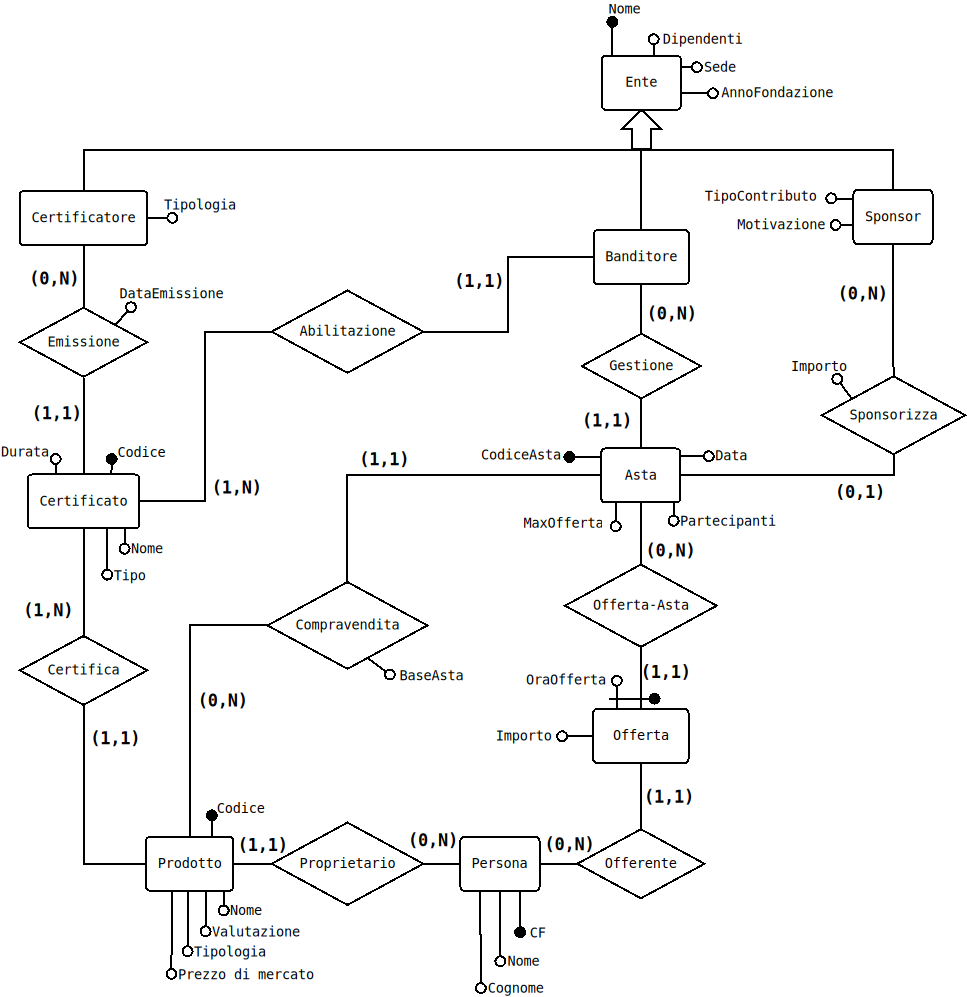 Nome
Dipendenti
Sede
Ente
AnnoFondazione
Tipologia
TipoContributo
Certificatore
Sponsor
Motivazione
Banditore
(0,N)
(1,1)
DataEmissione
(0,N)
(0,N)
Abilitazione
Emissione
Gestione
Importo
(1,1)
(1,1)
Sponsorizza
Durata
Codice
(1,1)
CodiceAsta
Data
Asta
(1,N)
(0,1)
Certificato
MaxOfferta
Partecipanti
Nome
(0,N)
Tipo
(1,N)
Offerta-Asta
Compravendita
Certifica
BaseAsta
(1,1)
OraOfferta
(0,N)
(1,1)
Importo
Offerta
(1,1)
Codice
(1,1)
(0,N)
(0,N)
Prodotto
Proprietario
Persona
Offerente
Nome
Valutazione
CF
Tipologia
Nome
Prezzo di mercato
Cognome